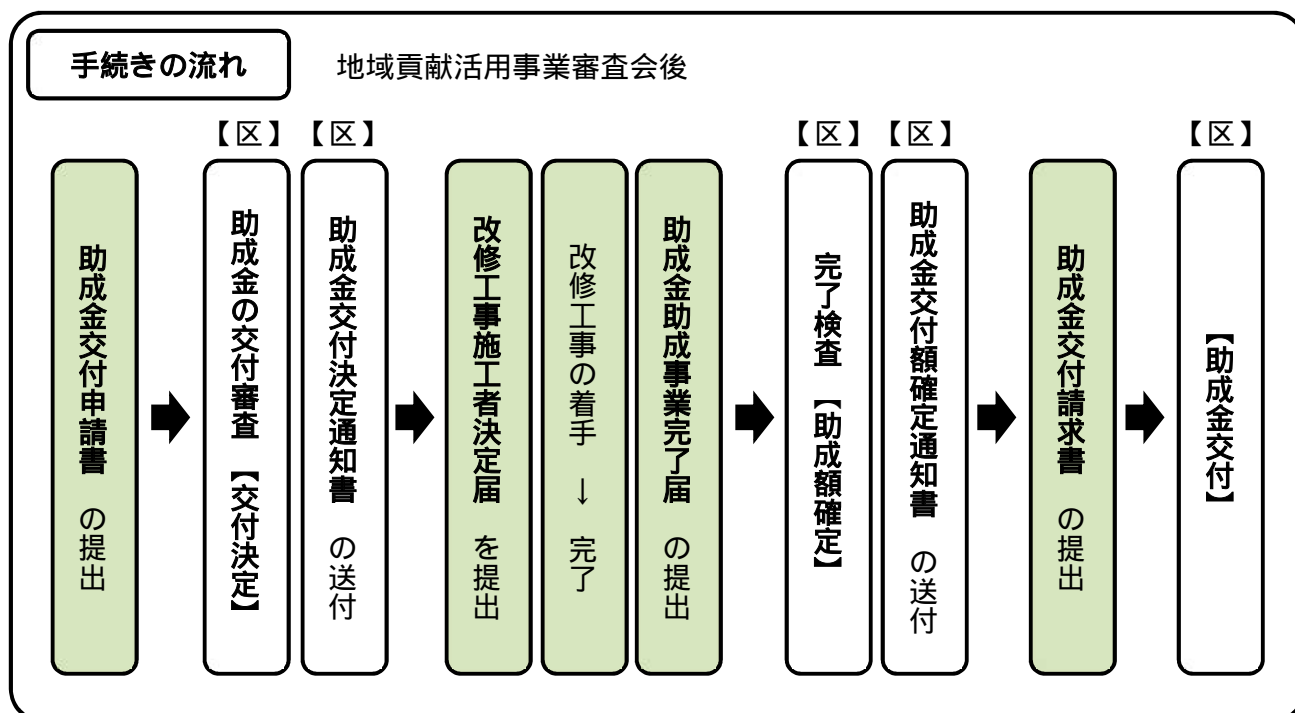 手続きの流れ
地域貢献活用事業審査会後
助成金交付申請書 の提出
【区】
助成金の交付審査 【交付決定】
【区】
助成金交付決定通知書 の送付
改修工事施工者決定届 を提出
改修工事の着手 → 完了
助成金助成事業完了届 の提出
【区】
完了検査 【助成額確定】
【区】
助成金交付額確定通知書 の送付
助成金交付請求書 の提出
【区】
【助成金交付】